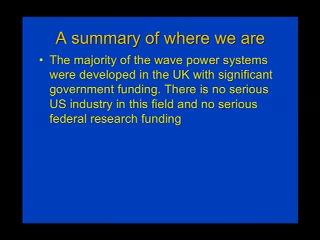 A summary of where we are
• The majority of the wave power systems
were developed in the UK with significant
government funding. There is no serious
US industry in this field and no serious
federal research funding